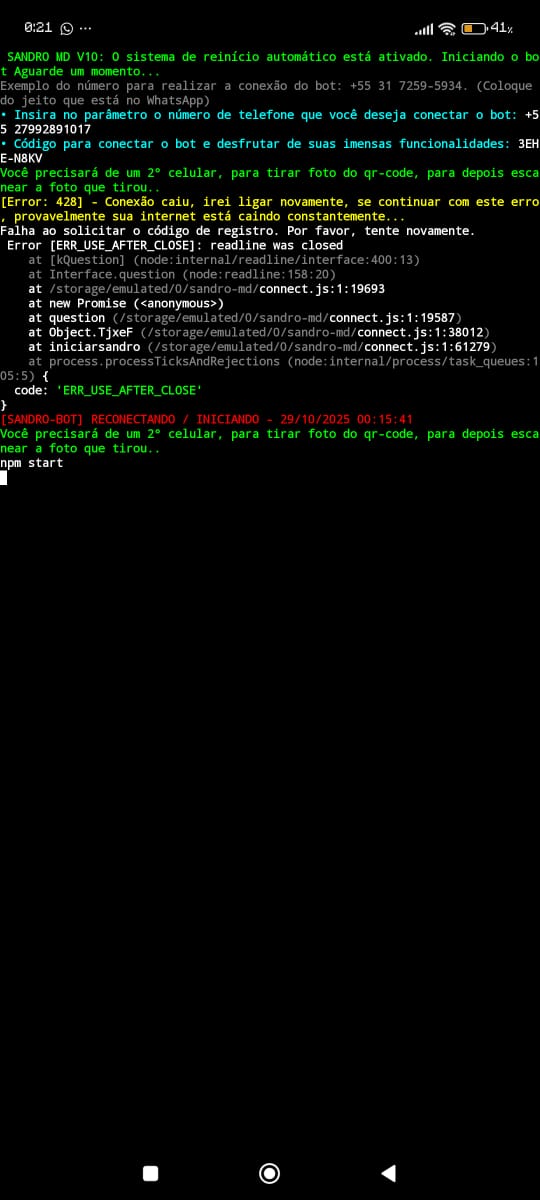 0:21 ...
41%
SANDRO MD V10: O sistema de reinício automático está ativado. Iniciando o bo
t Aguarde um momento...
Exemplo do número para realizar a conexão do bot: +55 31 7259-5934. (Coloque
do jeito que está no WhatsApp)
• Insira no parâmetro o número de telefone que você deseja conectar o bot: +5
5 27992891017
• Código para conectar o bot e desfrutar de suas imensas funcionalidades: 3EH
E-N8KV
Você precisará de um 2° celular, para tirar foto do qr-code, para depois esca
near a foto que tirou..
[Error: 428] - Conexão caiu, irei ligar novamente, se continuar com este erro
, provavelmente sua internet está caindo constantemente...
Falha ao solicitar o código de registro. Por favor, tente novamente.
Error [ERR_USE_AFTER_CLOSE]: readline was closed
at [kQuestion] (node:internal/readline/interface:400:13)
at Interface.question (node:readline:158:20)
at /storage/emulated/0/sandro-md/connect.js:1:19693
at new Promise (<anonymous>)
at question (/storage/emulated/0/sandro-md/connect.js:1:19587)
at Object.TjxeF (/storage/emulated/0/sandro-md/connect.js:1:38012)
at iniciarsandro (/storage/emulated/0/sandro-md/connect.js:1:61279)
at process.processTicksAndRejections (node:internal/process/task_queues:1
05:5) {
code: 'ERR_USE_AFTER_CLOSE'
}
[SANDRO-BOT] RECONECTANDO / INICIANDO - 29/10/2025 00:15:41
Você precisará de um 2° celular, para tirar foto do qr-code, para depois esca
near a foto que tirou..
npm start